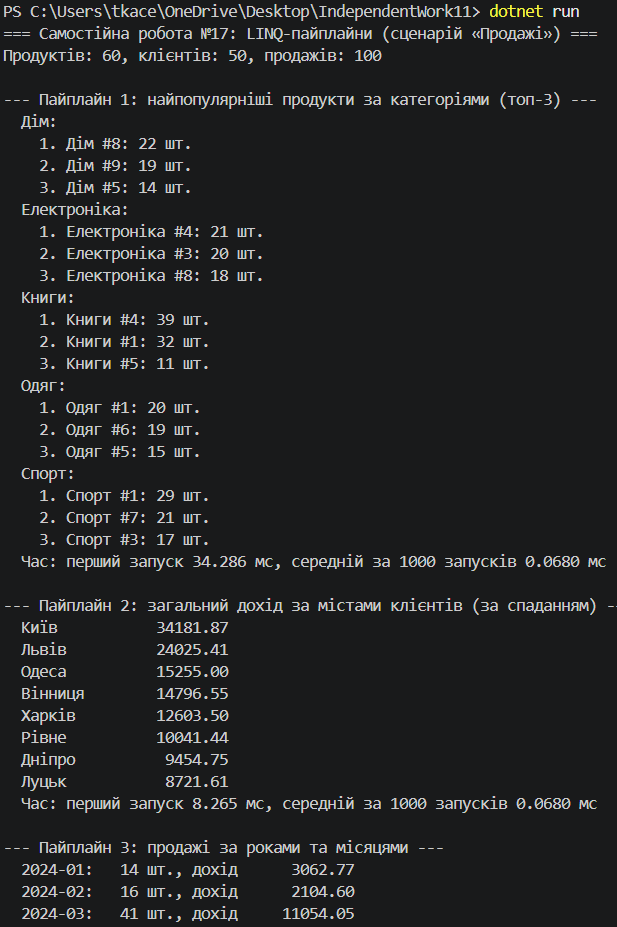 PS C:\Users\tkace\OneDrive\Desktop\IndependentWork11> dotnet run
=== Самостійна робота №17: LINQ-пайплайни (сценарій «Продажі») ===
Продуктів: 60, клієнтів: 50, продажів: 100
--- Пайплайн 1: найпопулярніші продукти за категоріями (топ-3) ---
Дім:
1. Дім #8: 22 шт.
2. Дім #9: 19 шт.
3. Дім #5: 14 шт.
Електроніка:
1. Електроніка #4: 21 шт.
2. Електроніка #3: 20 шт.
3. Електроніка #8: 18 шт.
Книги:
1. Книги #4: 39 шт.
2. Книги #1: 32 шт.
3. Книги #5: 11 шт.
Одяг:
1. Одяг #1: 20 шт.
2. Одяг #6: 19 шт.
3. Одяг #5: 15 шт.
Спорт:
1. Спорт #1: 29 шт.
2. Спорт #7: 21 шт.
3. Спорт #3: 17 шт.
Час: перший запуск 34.286 мс, середній за 1000 запусків 0.0680 мс
--- Пайплайн 2: загальний дохід за містами клієнтів (за спаданням) --
Київ 34181.87
Львів 24025.41
Одеса 15255.00
Вінниця 14796.55
Харків 12603.50
Рівне 10041.44
Дніпро 9454.75
Луцьк 8721.61
Час: перший запуск 8.265 мс, середній за 1000 запусків 0.0680 мс
--- Пайплайн 3: продажі за роками та місяцями ---
2024-01: 14 шт., дохід 3062.77
2024-02: 16 шт., дохід 2104.60
2024-03: 41 шт., дохід 11054.05